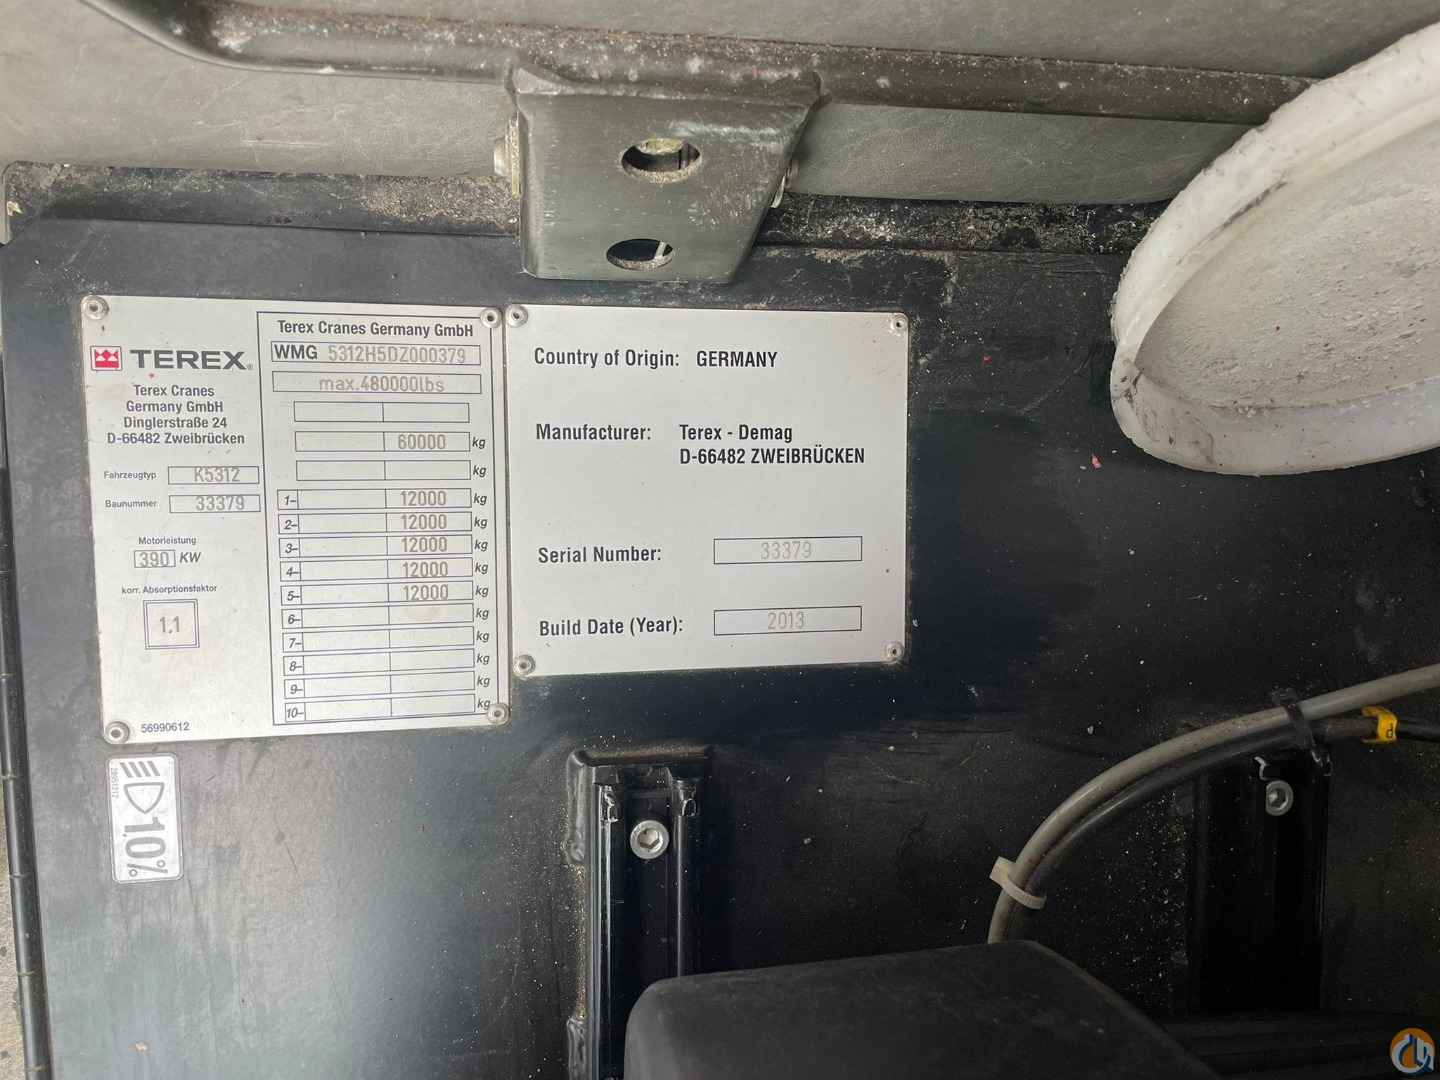 TEREX®
Terex Cranes
Germany GmbH
Dinglerstraße 24
D-66482 Zweibrücken
Fahrzeugtyp K5312
Baunummer 33379
Motorleistung
390 KW
korr. Absorptionsfaktor
1.1
56990612
Terex Cranes Germany GmbH
WMG 5312H5DZ000379
max.480000lbs
60000 kg
kg
1- 12000 kg
2- 12000 kg
3- 12000 kg
4- 12000 kg
5- 12000 kg
6- kg
7- kg
8- kg
9- kg
10- kg
Country of Origin: GERMANY
Manufacturer: Terex - Demag
D-66482 ZWEIBRÜCKEN
Serial Number: 33379
Build Date (Year): 2013
1,0%